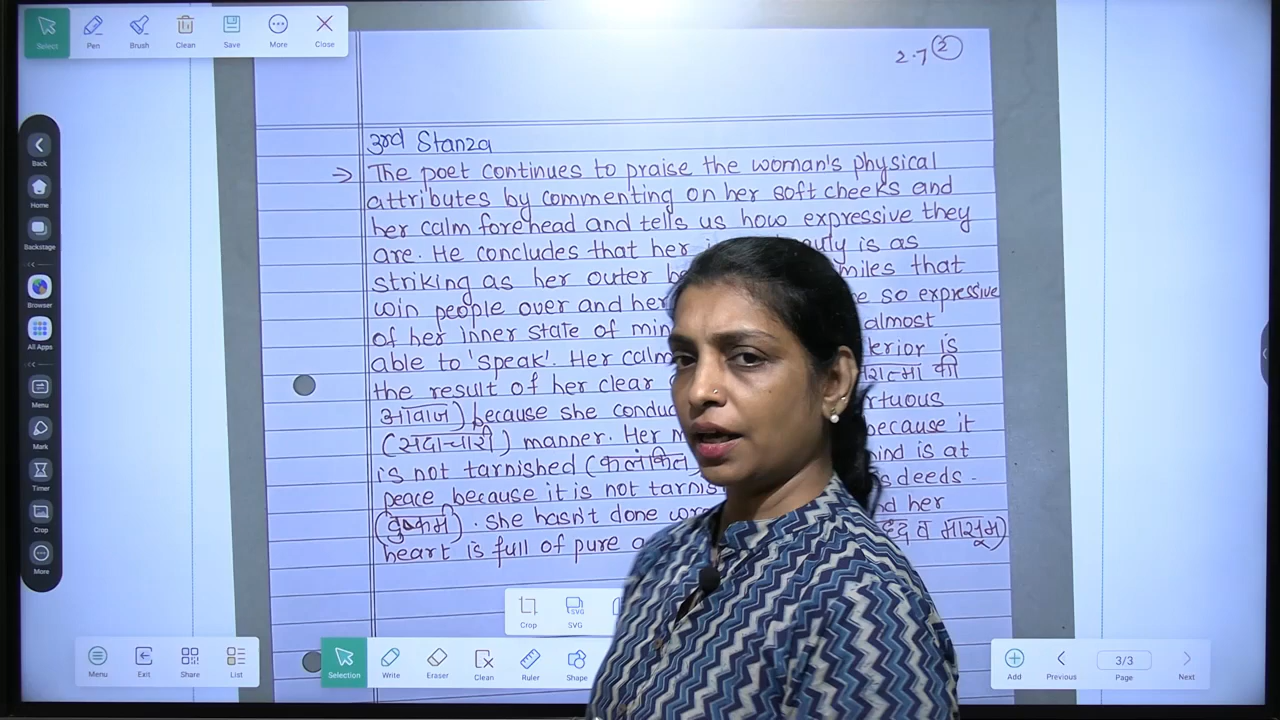 Select Pen Brush Clean Save More Close
2.7 2
3rd Stanza
→ The poet continues to praise the woman's physical
attributes by commenting on her soft cheeks and
her calm forehead and tells us how expressive they
are. He concludes that her is as
striking as her outer miles that
win people over and her so expressive
of her inner state of min almost
able to 'speak'. Her calm erior is
the result of her clear की
आवाज) because she conduc rtuous
(सदाचारी) manner. Her m because it
is not tarnished (कलंकित) mind is at
peace because it is not tarnis s deeds.
(दुष्कर्म). She hasn't done wro nd her
heart is full of pure a व मासूम)
Back
Home
Backstage
Browser
All Apps
Menu
Mark
Timer
Crop
More
Crop SVG
Menu Exit Share List
Selection Write Eraser Clean Ruler Shape
Add Previous 3/3 Page Next